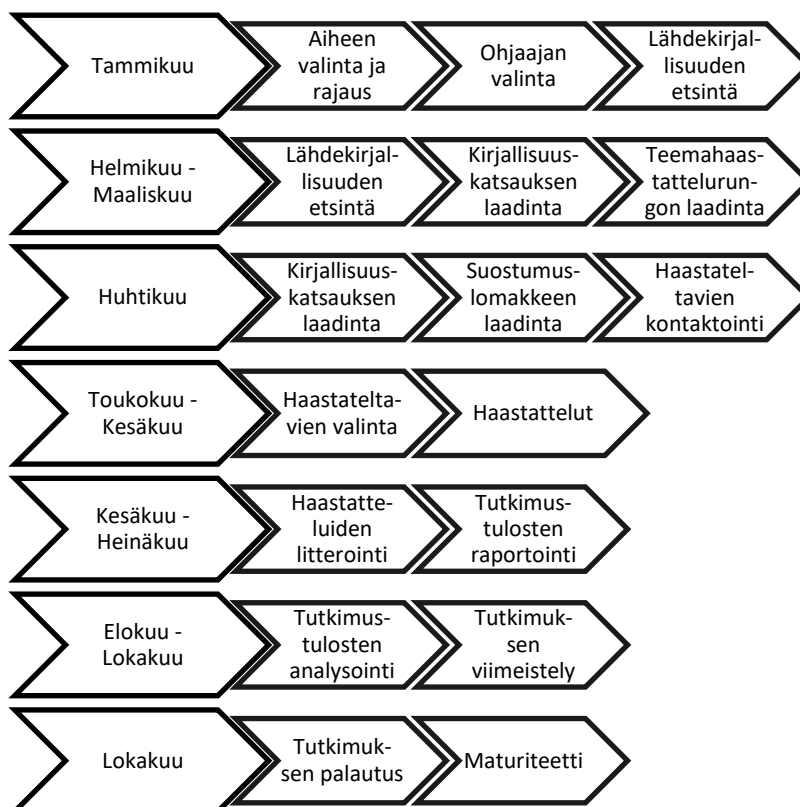 Tammikuu
Aiheen
valinta ja
rajaus
Ohjaajan
valinta
Lähdekirjal-
lisuuden
etsintä
Helmikuu -
Maaliskuu
Lähdekirjal-
lisuuden
etsintä
Kirjallisuus-
katsauksen
laadinta
Teemahaas-
tattelurun-
gon laadinta
Huhtikuu
Kirjallisuus-
katsauksen
laadinta
Suostumus-
lomakkeen
laadinta
Haastatel-
tavien
kontaktointi
Toukokuu -
Kesäkuu
Haastatelta-
vien valinta
Haastattelut
Kesäkuu -
Heinäkuu
Haastatte-
luiden
litterointi
Tutkimus-
tulosten
raportointi
Elokuu -
Lokakuu
Tutkimus-
tulosten
analysointi
Tutkimuk-
sen
viimeistely
Lokakuu
Tutkimuk-
sen palautus
Maturiteetti